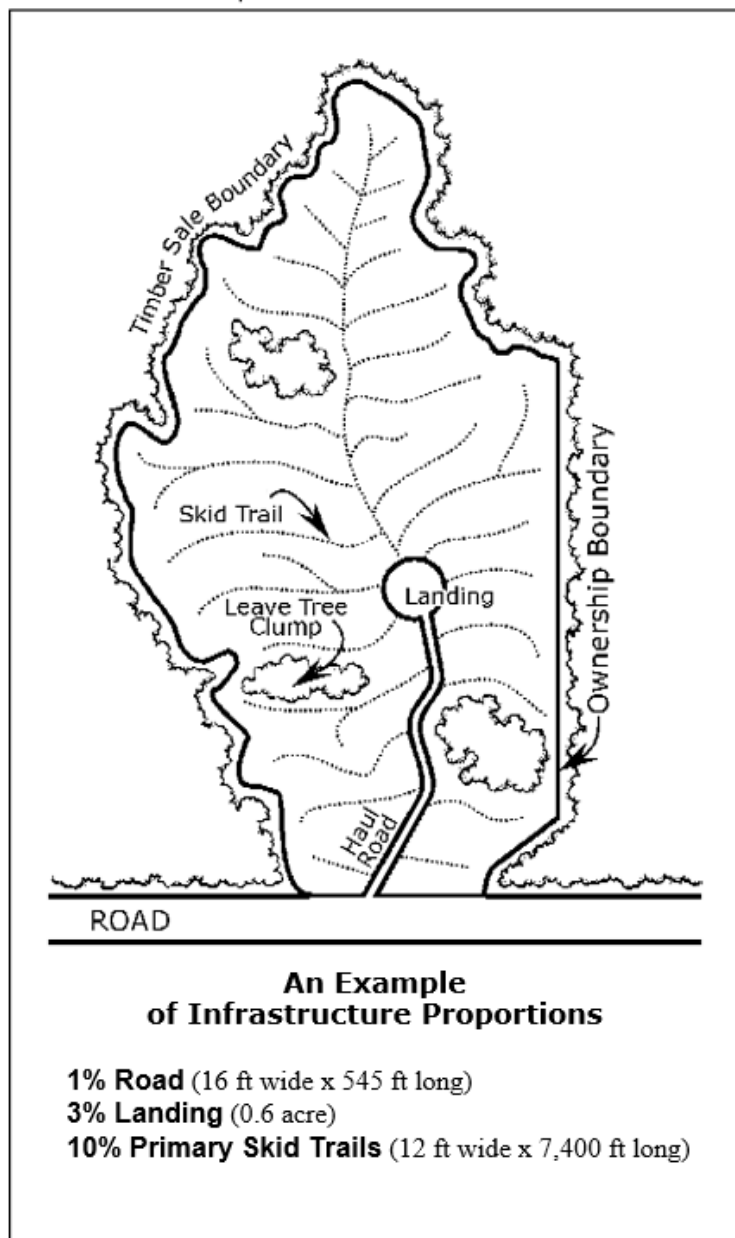 Timber Sale Boundary
Skid Trail
Landing
Leave Tree
Clump
Ownership Boundary
Haul
Road
ROAD
An Example
of Infrastructure Proportions
1% Road (16 ft wide x 545 ft long)
3% Landing (0.6 acre)
10% Primary Skid Trails (12 ft wide x 7,400 ft long)